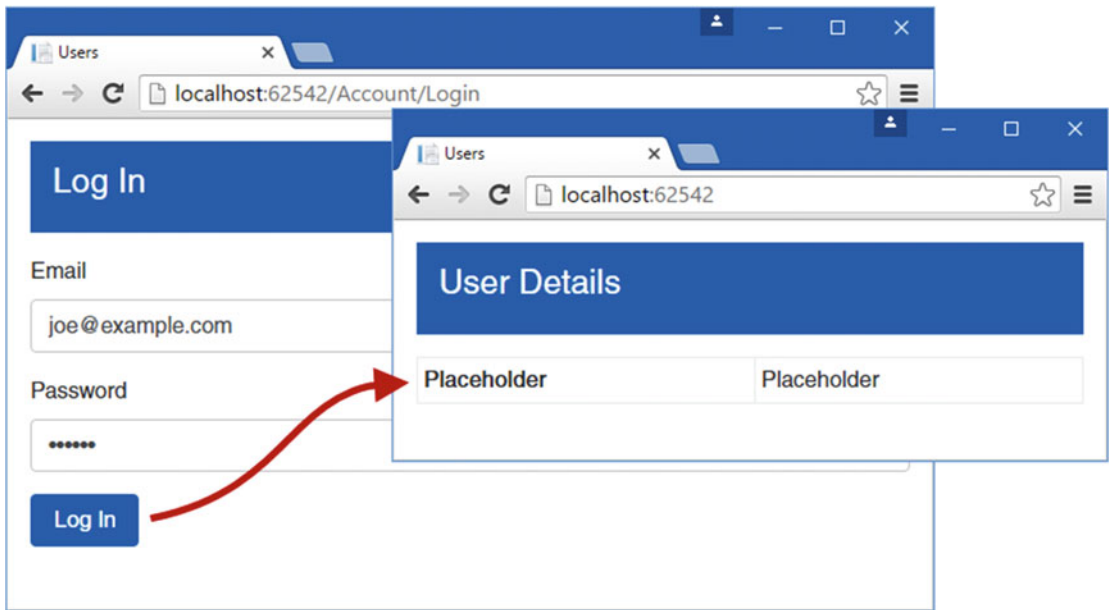 Users
localhost:62542/Account/Login
Log In
Email
joe@example.com
Password
••••••
Log In
Users
localhost:62542
User Details
Placeholder Placeholder